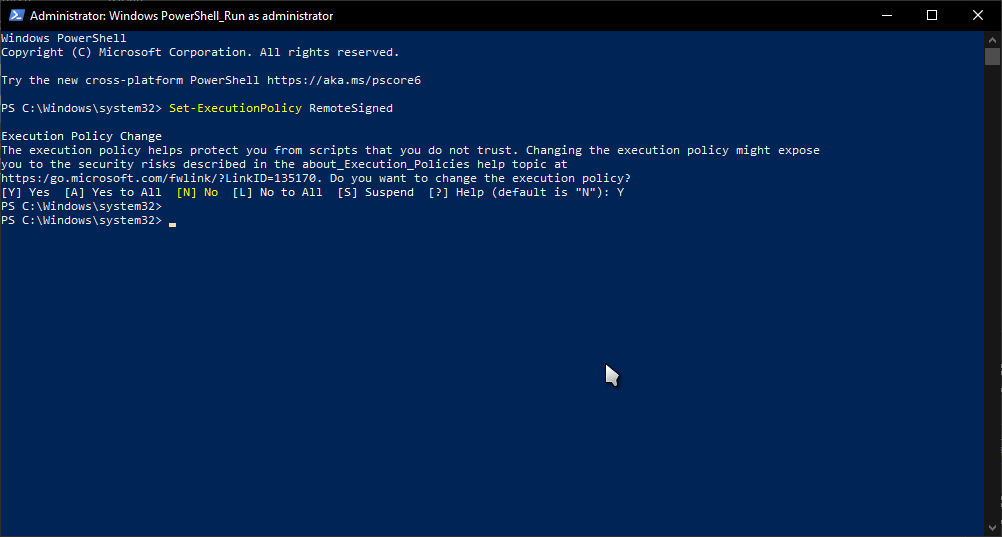 Administrator: Windows PowerShell_Run as administrator
Windows PowerShell
Copyright (C) Microsoft Corporation. All rights reserved.
Try the new cross-platform PowerShell https://aka.ms/pscore6
PS C:\Windows\system32> Set-ExecutionPolicy RemoteSigned
Execution Policy Change
The execution policy helps protect you from scripts that you do not trust. Changing the execution policy might expose
you to the security risks described in the about_Execution_Policies help topic at
https:/go.microsoft.com/fwlink/?LinkID=135170. Do you want to change the execution policy?
[Y] Yes  [A] Yes to All  [N] No  [L] No to All  [S] Suspend  [?] Help (default is "N"): Y
PS C:\Windows\system32>
PS C:\Windows\system32>